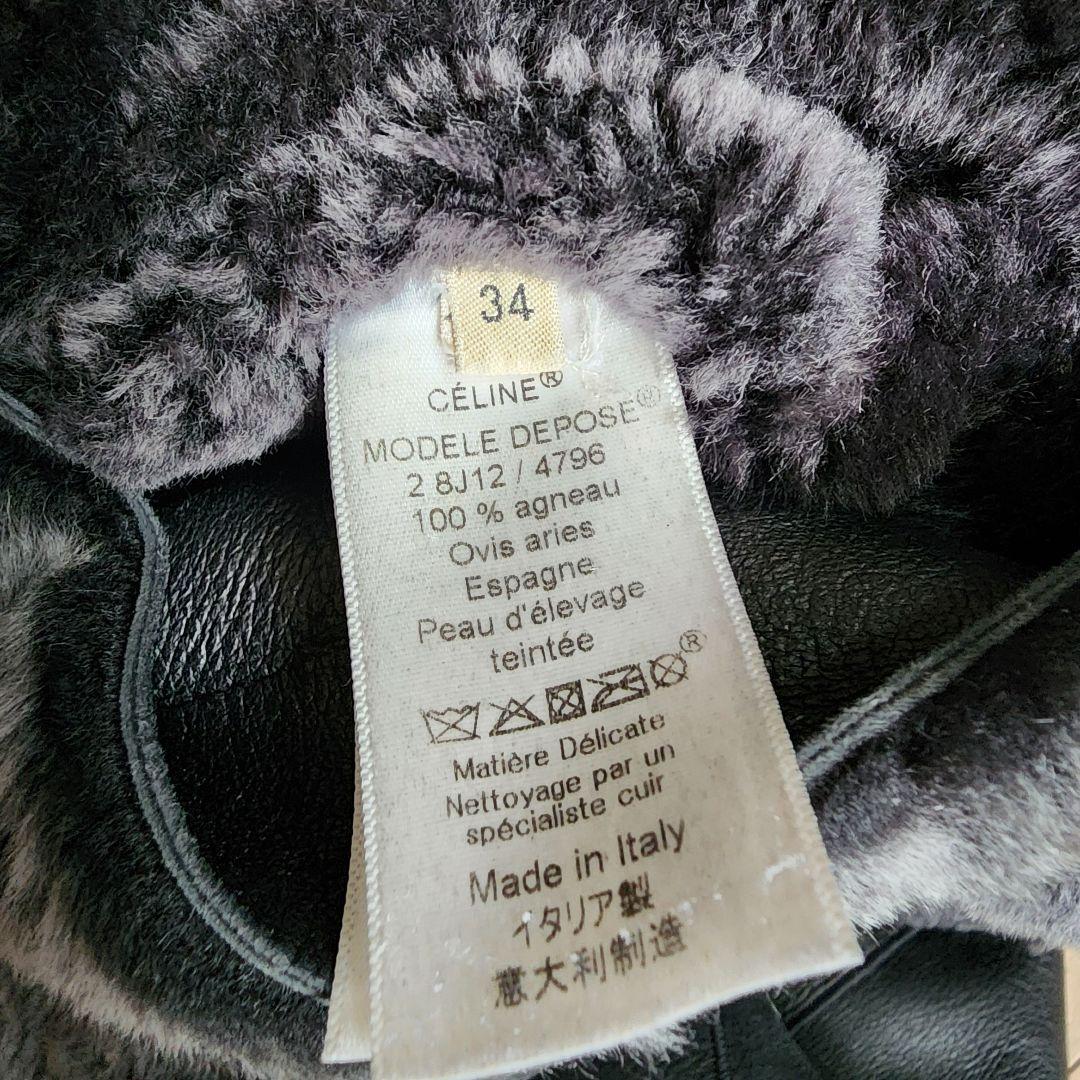 34
CÉLINE®
MODELE DEPOSE®
2 8J12 / 4796
100 % agneau
Ovis aries
Espagne
Peau d'élevage
teintée
®
Matière Délicate
Nettoyage par un
spécialiste cuir
Made in Italy
イタリア製
意大利制造